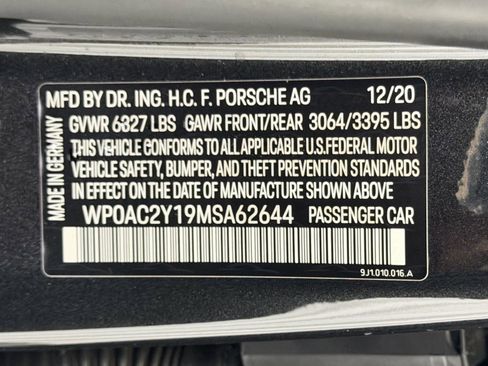 MFD BY DR. ING. H.C. F. PORSCHE AG 12/20
GVWR 6827 LBS GAWR FRONT/REAR 3064/3395 LBS
THIS VEHICLE CONFORMS TO ALL APPLICABLE U.S. FEDERAL MOTOR
VEHICLE SAFETY, BUMPER, AND THEFT PREVENTION STANDARDS
IN EFFECT ON THE DATE OF MANUFACTURE SHOWN ABOVE.
WP0AC2Y19MSA62644 PASSENGER CAR
9J1.010.016.A
MADE IN GERMANY